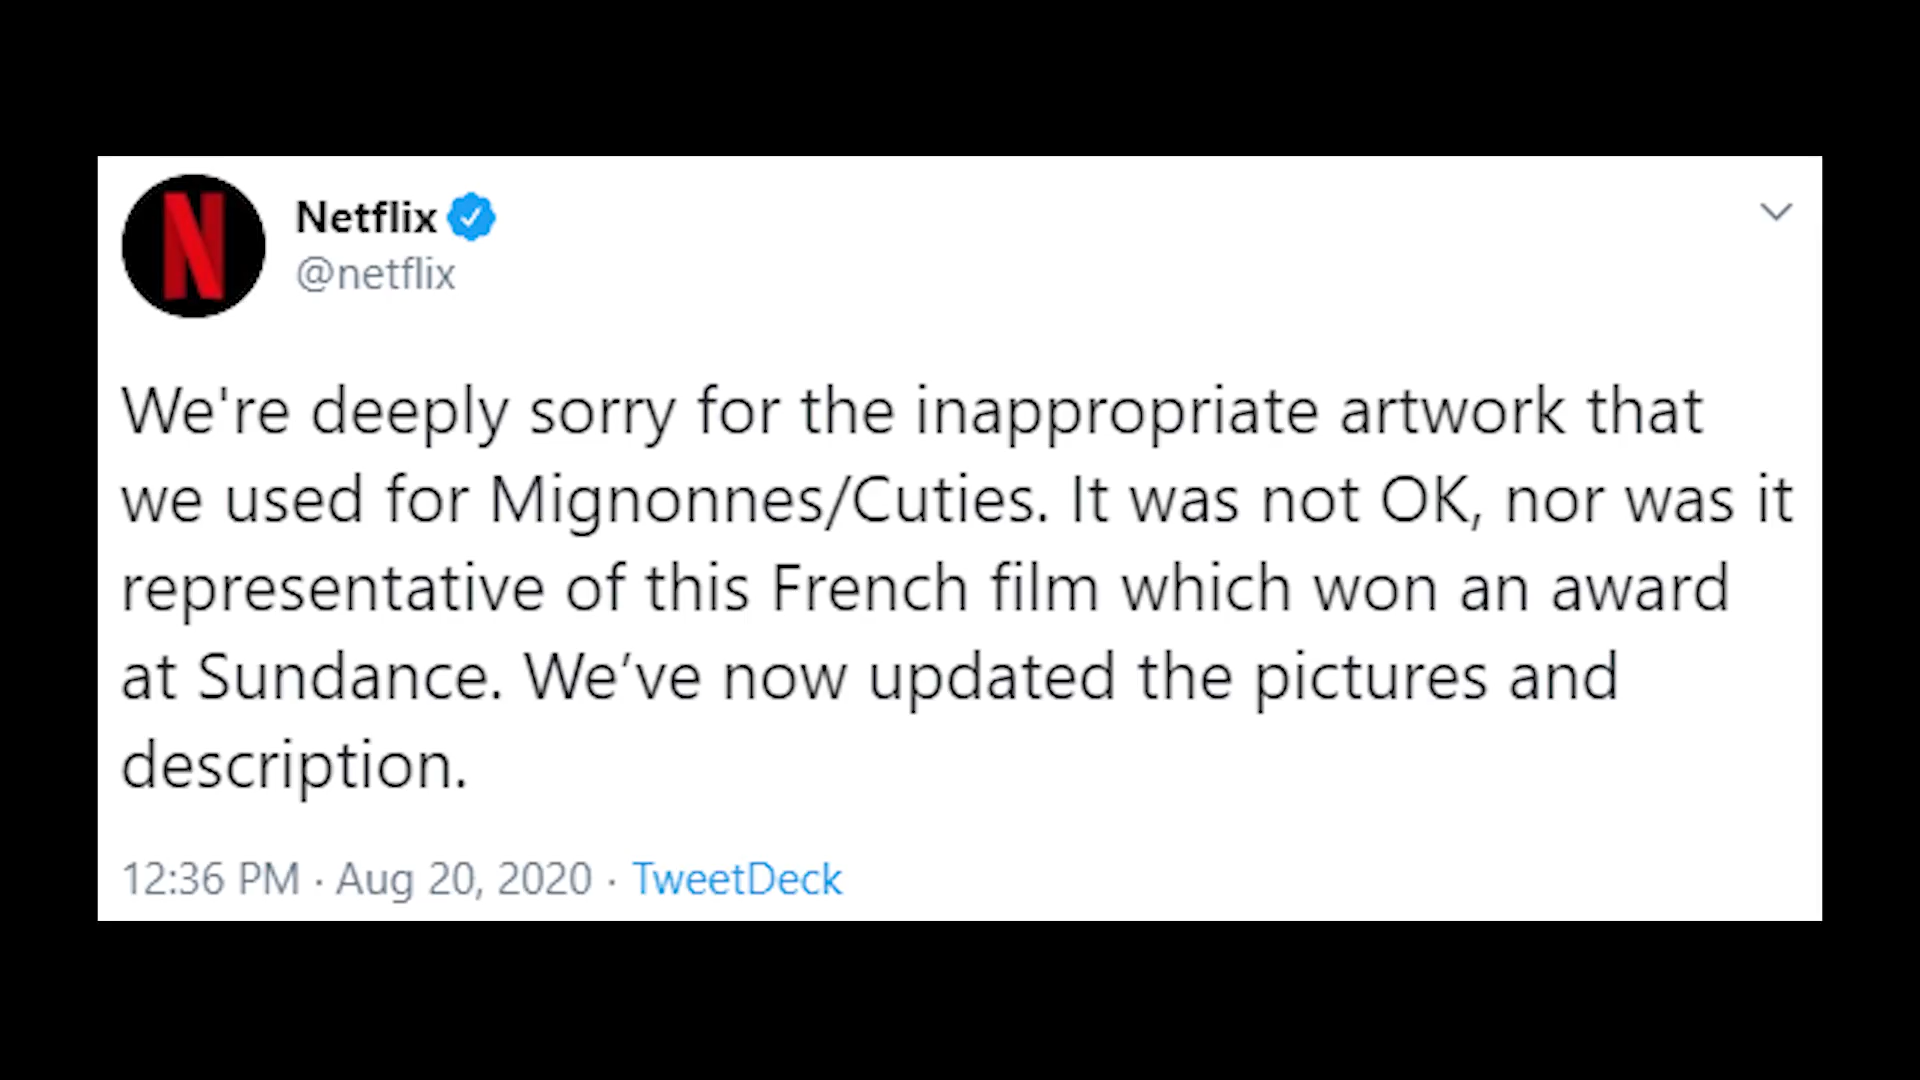 Netflix
@netflix
We're deeply sorry for the inappropriate artwork that
we used for Mignonnes/Cuties. It was not OK, nor was it
representative of this French film which won an award
at Sundance. We’ve now updated the pictures and
description.
12:36 PM · Aug 20, 2020 · TweetDeck